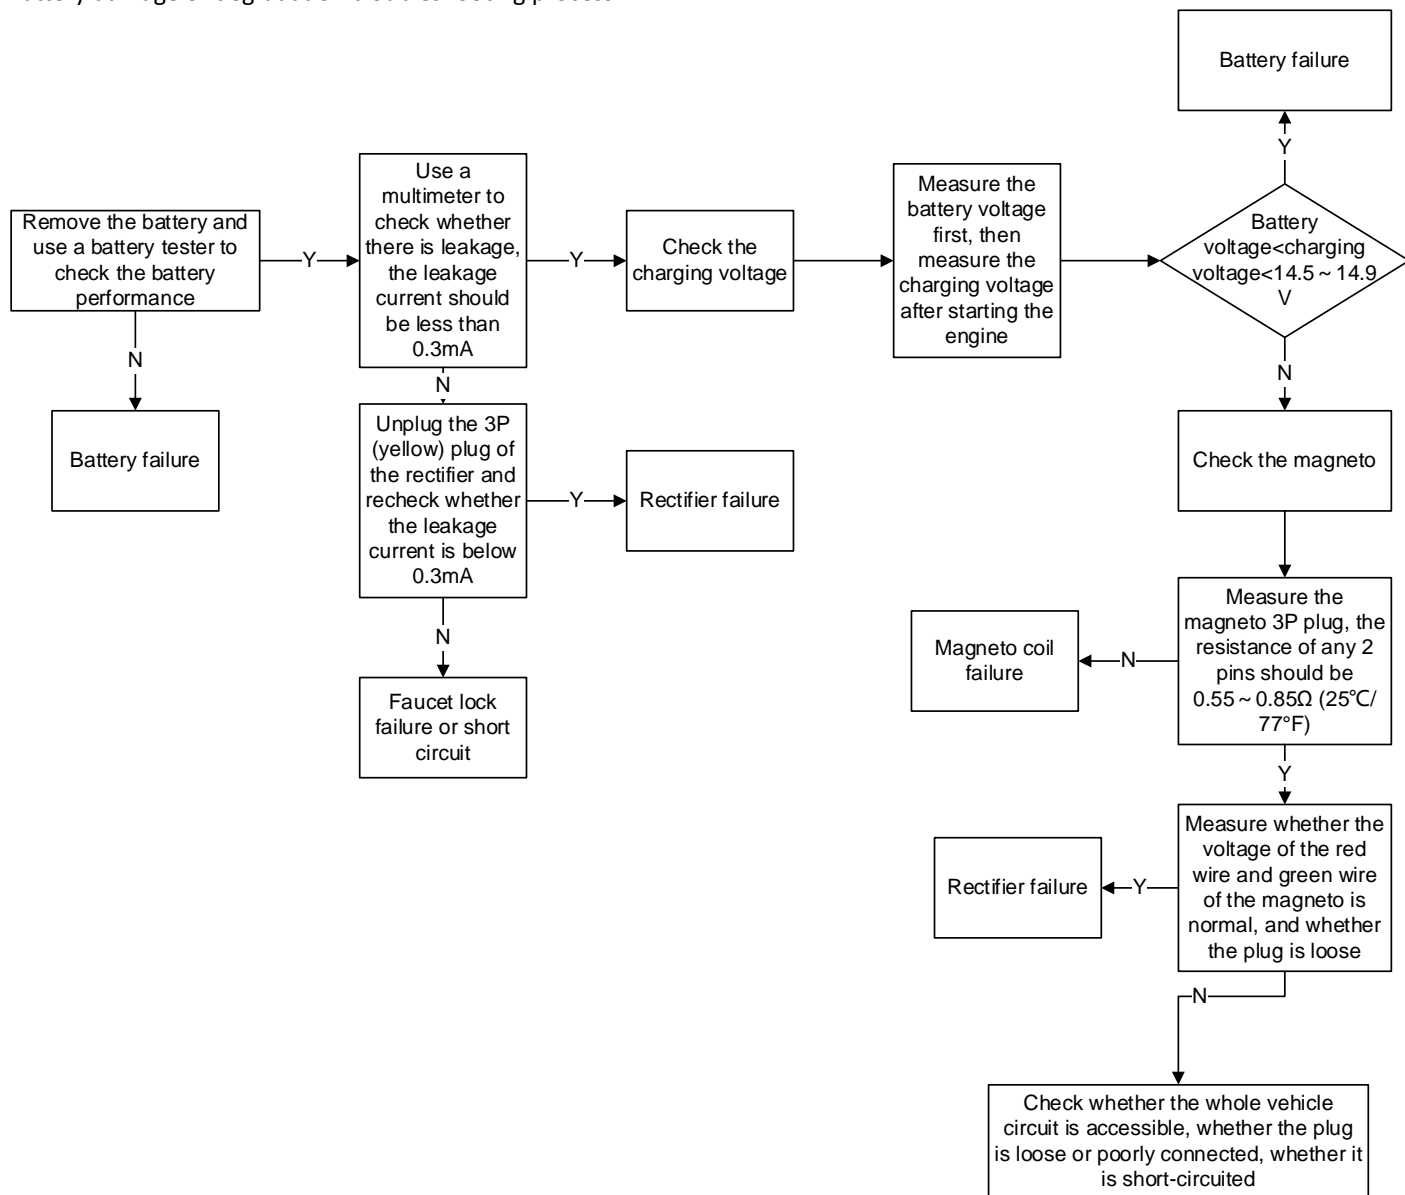 Battery failure
Use a
multimeter to
check whether
there is leakage,
the leakage
current should
be less than
0.3mA
Measure the
battery voltage
first, then
measure the
charging voltage
after starting the
engine
Remove the battery and
use a battery tester to
check the battery
performance
Check the
charging voltage
Battery
voltage<charging
voltage<14.5～14.9
V
Y
Y
Y
N
N
N
Battery failure
Unplug the 3P
(yellow) plug of
the rectifier and
recheck whether
the leakage
current is below
0.3mA
Y
Rectifier failure
Check the magneto
N
Faucet lock
failure or short
circuit
Measure the
magneto 3P plug, the
resistance of any 2
pins should be
0.55～0.85Ω (25℃/
77°F)
N
Magneto coil
failure
Y
Measure whether the
voltage of the red
wire and green wire
of the magneto is
normal, and whether
the plug is loose
Y
Rectifier failure
N
Check whether the whole vehicle
circuit is accessible, whether the plug
is loose or poorly connected, whether it
is short-circuited